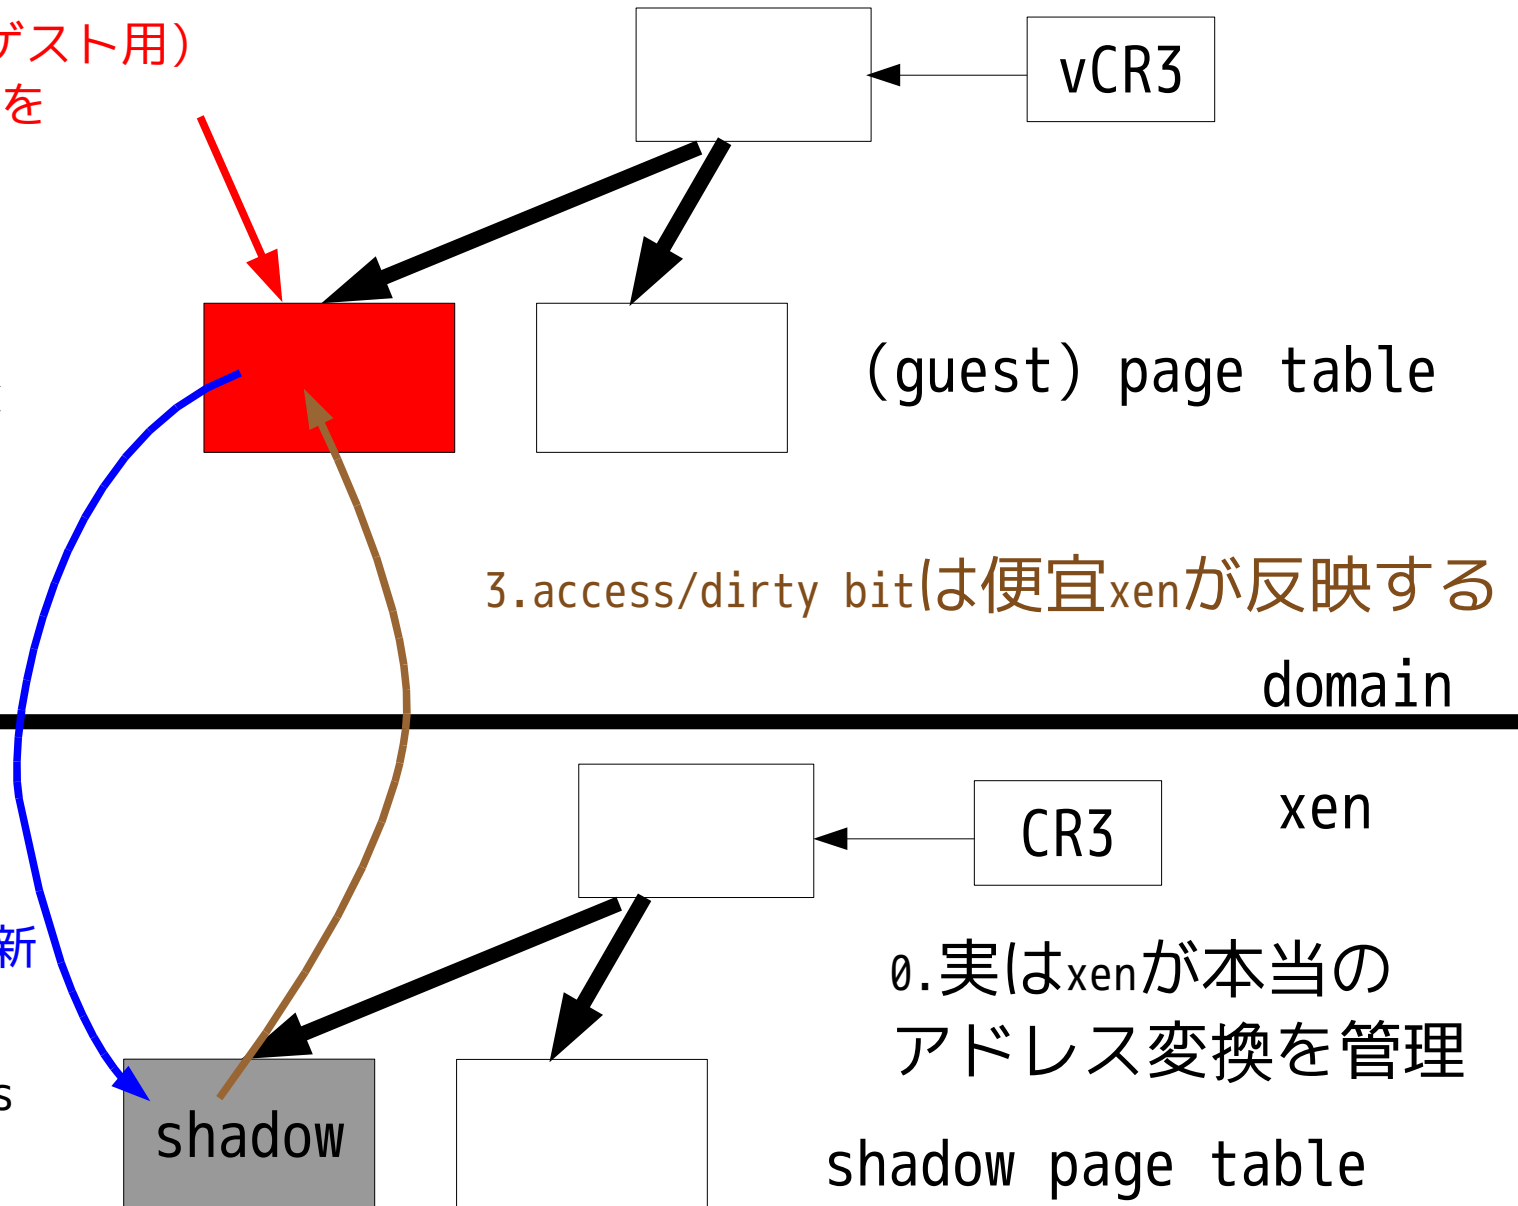 ゲスト用)
を
vCR3
(guest) page table
3.access/dirty bitは便宜xenが反映する
domain
xen
CR3
新
0.実はxenが本当の
アドレス変換を管理
s
shadow
shadow page table